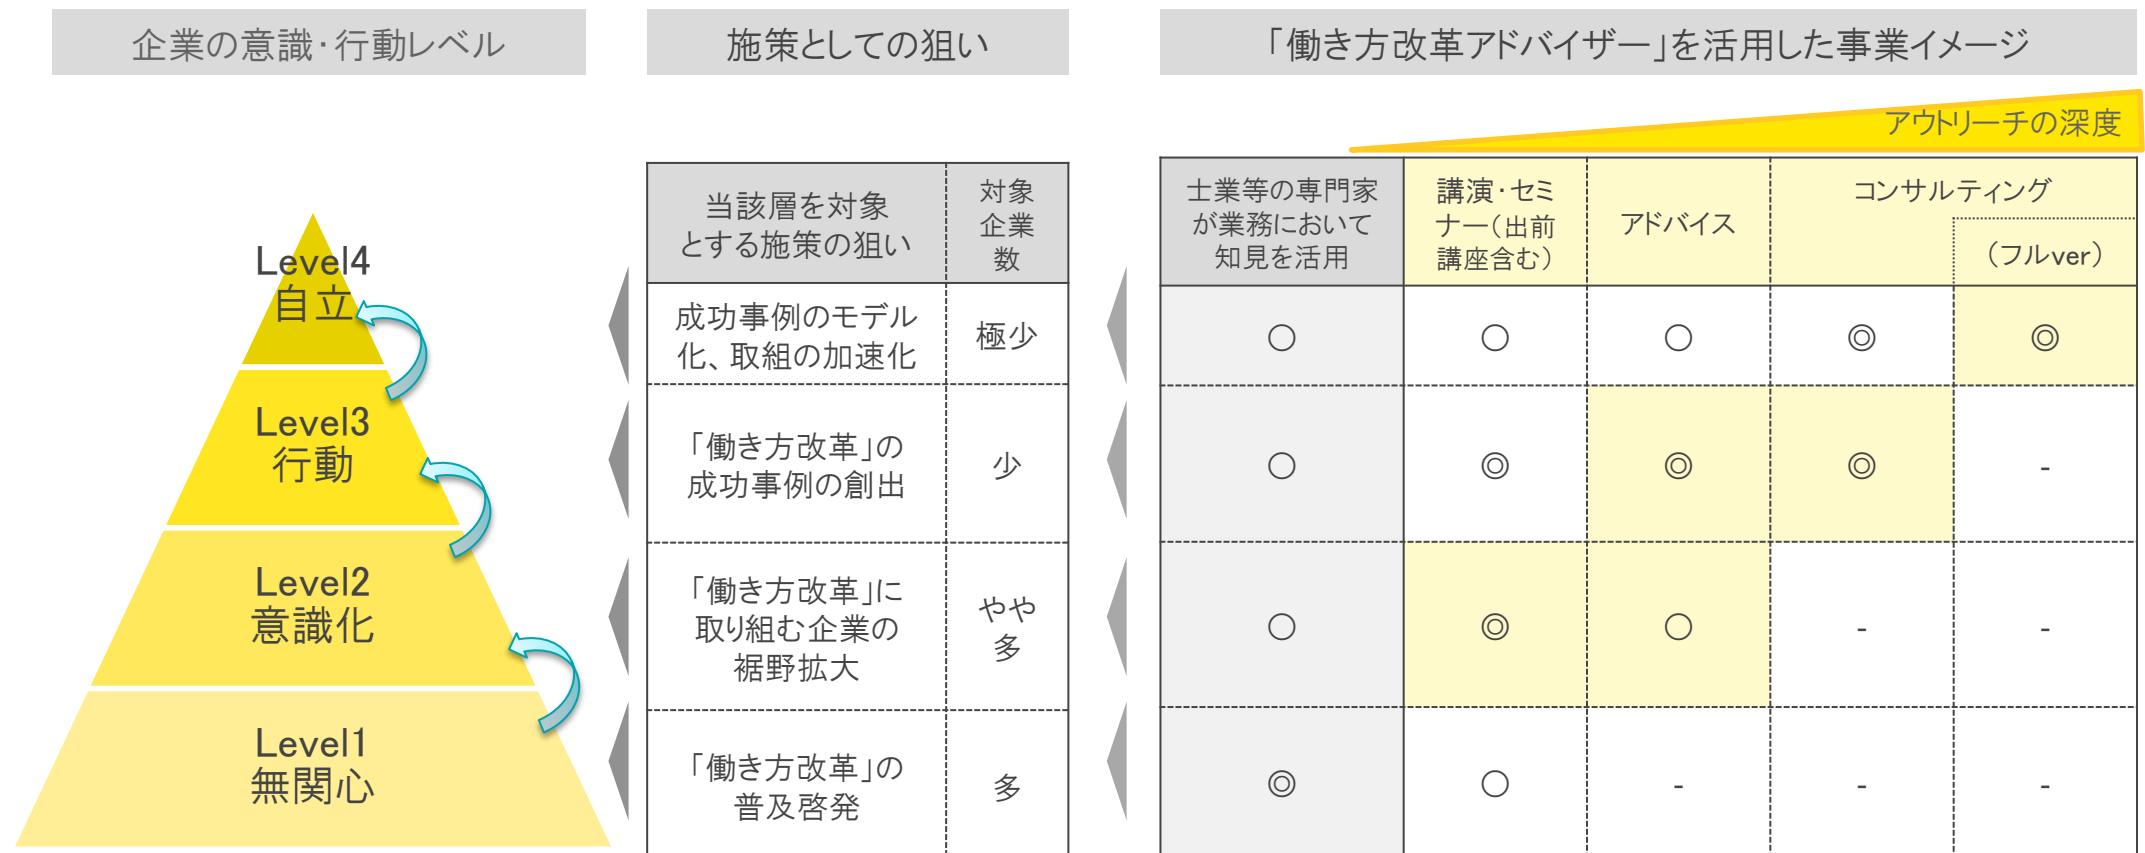 企業の意識・行動レベル
施策としての狙い
「働き方改革アドバイザー」を活用した事業イメージ
アウトリーチの深度
Level4
自立
Level3
行動
Level2
意識化
Level1
無関心
当該層を対象
とする施策の狙い
対象
企業
数
成功事例のモデル
化、取組の加速化
極少
「働き方改革」の
成功事例の創出
少
「働き方改革」に
取り組む企業の
裾野拡大
やや
多
「働き方改革」の
普及啓発
多
士業等の専門家
が業務において
知見を活用
講演・セミ
ナー(出前
講座含む)
アドバイス
コンサルティング
(フルver)
○ ○ ○ ◎ ◎
○ ◎ ◎ ◎ -
○ ◎ ○ - -
◎ ○ - - -